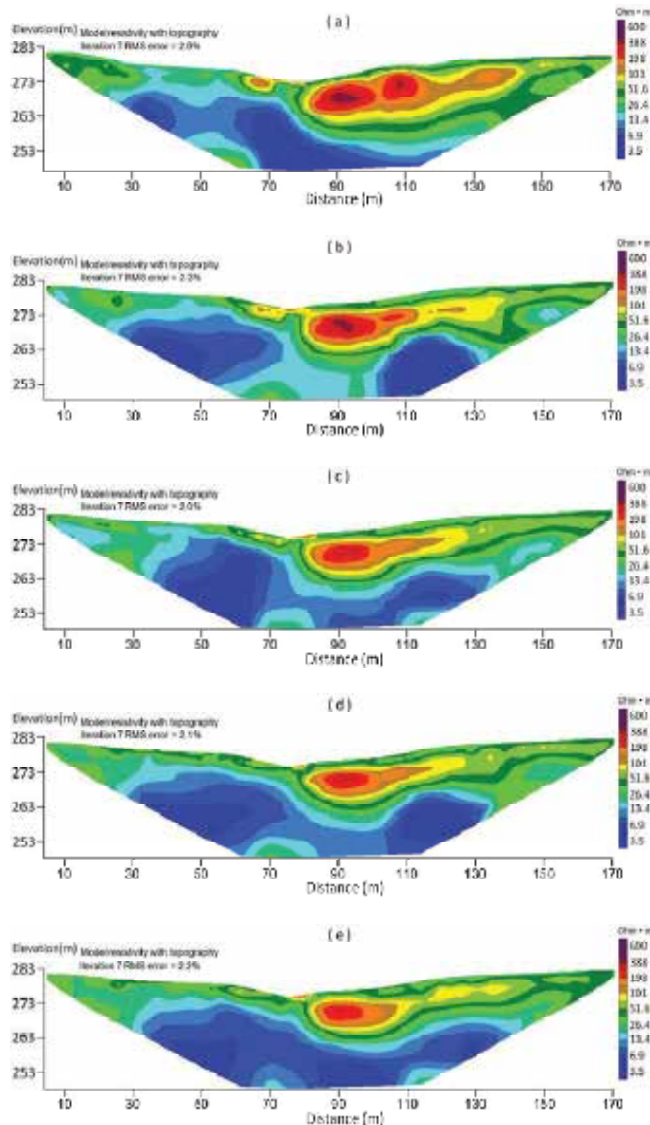 ( a )
Elevation(m) Model resistivity with topography
Iteration 7 RMS error = 2.9%
Ohm • m
283
273
263
253
600
388
198
101
51.6
26.4
13.4
6.9
3.5
10 30 50 70 90 110 130 150 170
Distance (m)
( b )
Elevation(m) Model resistivity with topography
Iteration 7 RMS error = 2.3%
Ohm • m
283
273
263
253
600
388
198
101
51.6
26.4
13.4
6.9
3.5
10 30 50 70 90 110 130 150 170
Distance (m)
( c )
Elevation(m) Model resistivity with topography
Iteration 7 RMS error = 2.0%
Ohm • m
283
273
263
253
600
388
198
101
51.6
26.4
13.4
6.9
3.5
10 30 50 70 90 110 130 150 170
Distance (m)
( d )
Elevation(m) Model resistivity with topography
Iteration 7 RMS error = 2.1%
Ohm • m
283
273
263
253
600
388
198
101
51.6
26.4
13.4
6.9
3.5
10 30 50 70 90 110 130 150 170
Distance (m)
( e )
Elevation(m) Model resistivity with topography
Iteration 7 RMS error = 2.2%
Ohm • m
283
273
263
253
600
388
198
101
51.6
26.4
13.4
6.9
3.5
10 30 50 70 90 110 130 150 170
Distance (m)